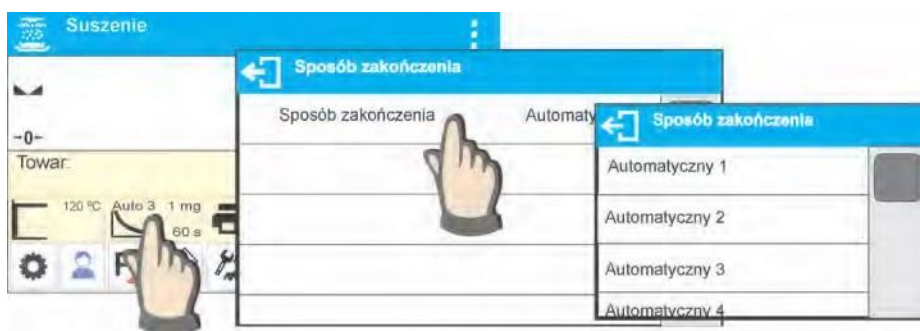 Suszenie
-0-
Towar:
120 °C Auto 3 1 mg
60 s
Sposób zakończenia
Sposób zakończenia Automaty
Sposób zakończenia
Automatyczny 1
Automatyczny 2
Automatyczny 3
Automatyczny 4